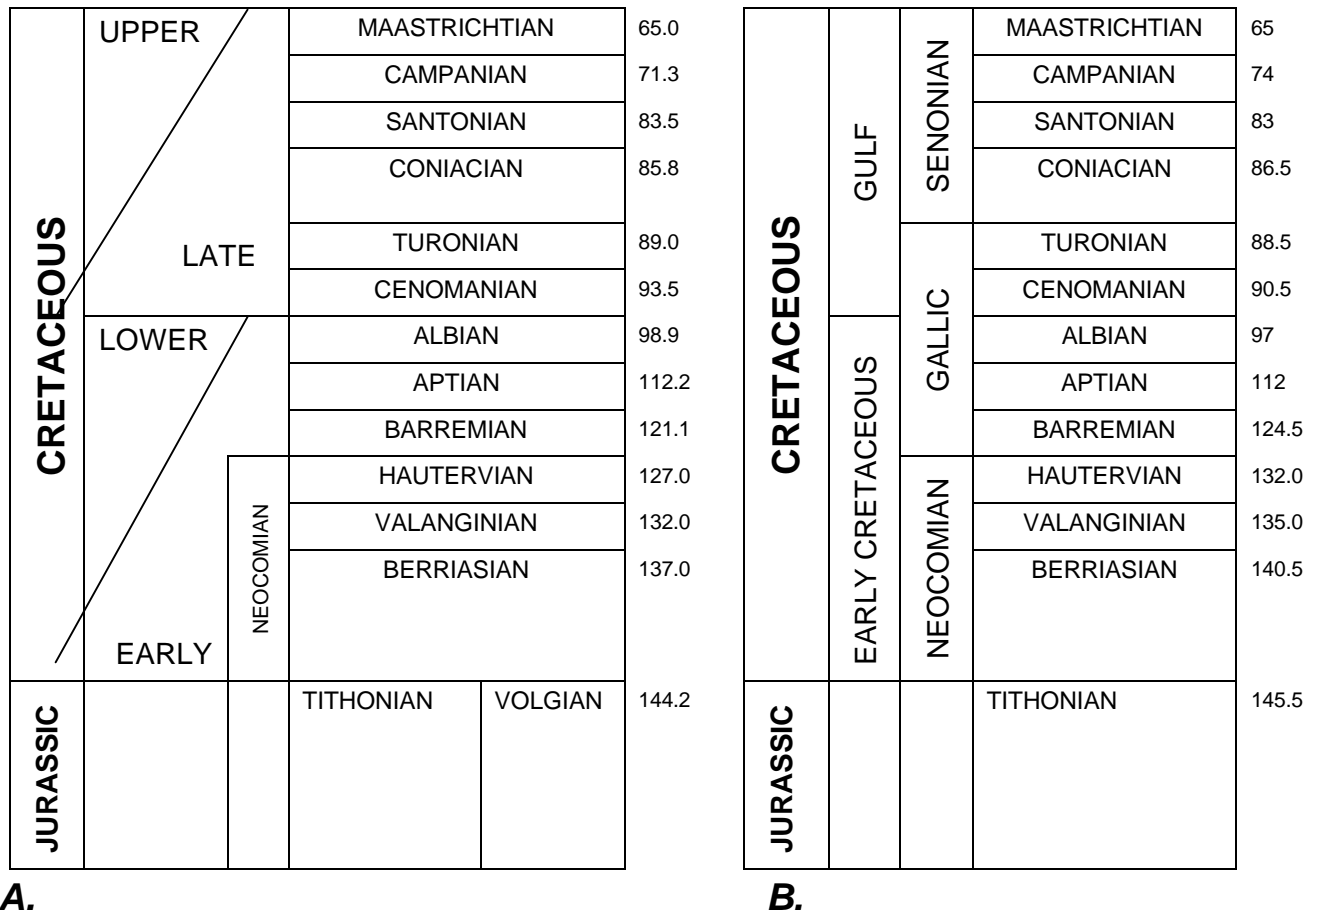 UPPER
MAASTRICHTIAN 65.0
CAMPANIAN 71.3
SANTONIAN 83.5
CONIACIAN 85.8
CRETACEOUS
LATE
TURONIAN 89.0
CENOMANIAN 93.5
LOWER
ALBIAN 98.9
APTIAN 112.2
BARREMIAN 121.1
NEOCOMIAN
HAUTERVIAN 127.0
VALANGINIAN 132.0
BERRIASIAN 137.0
EARLY
JURASSIC
TITHONIAN VOLGIAN 144.2
A.
CRETACEOUS
GULF
SENONIAN
MAASTRICHTIAN 65
CAMPANIAN 74
SANTONIAN 83
CONIACIAN 86.5
GALLIC
TURONIAN 88.5
CENOMANIAN 90.5
EARLY CRETACEOUS
ALBIAN 97
APTIAN 112
BARREMIAN 124.5
NEOCOMIAN
HAUTERVIAN 132.0
VALANGINIAN 135.0
BERRIASIAN 140.5
JURASSIC
TITHONIAN 145.5
B.